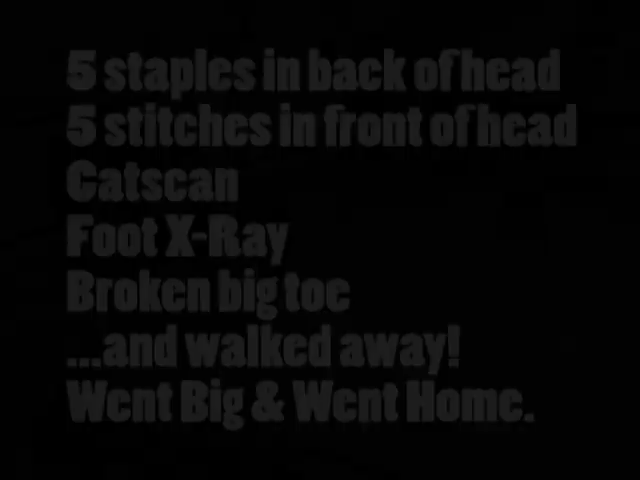 5 staples in back of head
5 stitches in front of head
Catscan
Foot X-Ray
Broken big toe
...and walked away!
Went Big & Went Home.